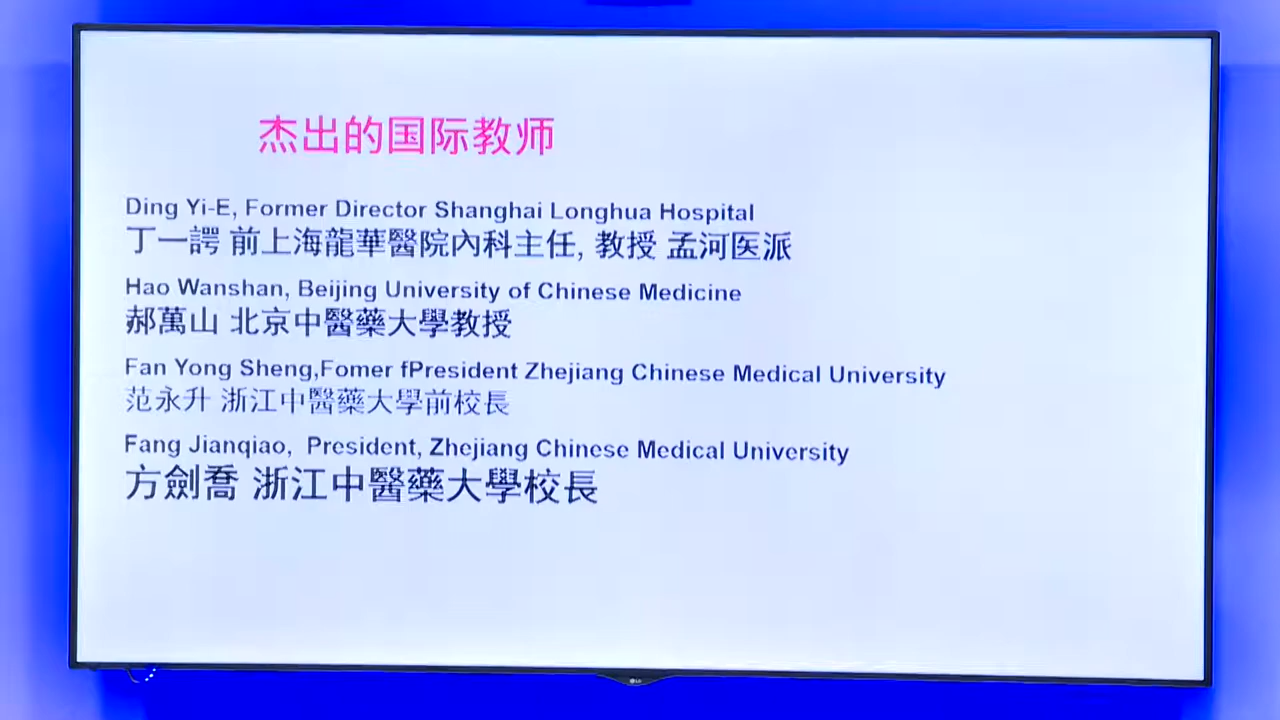 杰出的国际教师
Ding Yi-E, Former Director Shanghai Longhua Hospital
丁一諤 前上海龍華醫院內科主任, 教授 孟河医派
Hao Wanshan, Beijing University of Chinese Medicine
郝萬山 北京中醫藥大學教授
Fan Yong Sheng,Fomer fPresident Zhejiang Chinese Medical University
范永升 浙江中醫藥大學前校長
Fang Jianqiao, President, Zhejiang Chinese Medical University
方劍喬 浙江中醫藥大學校長
LG